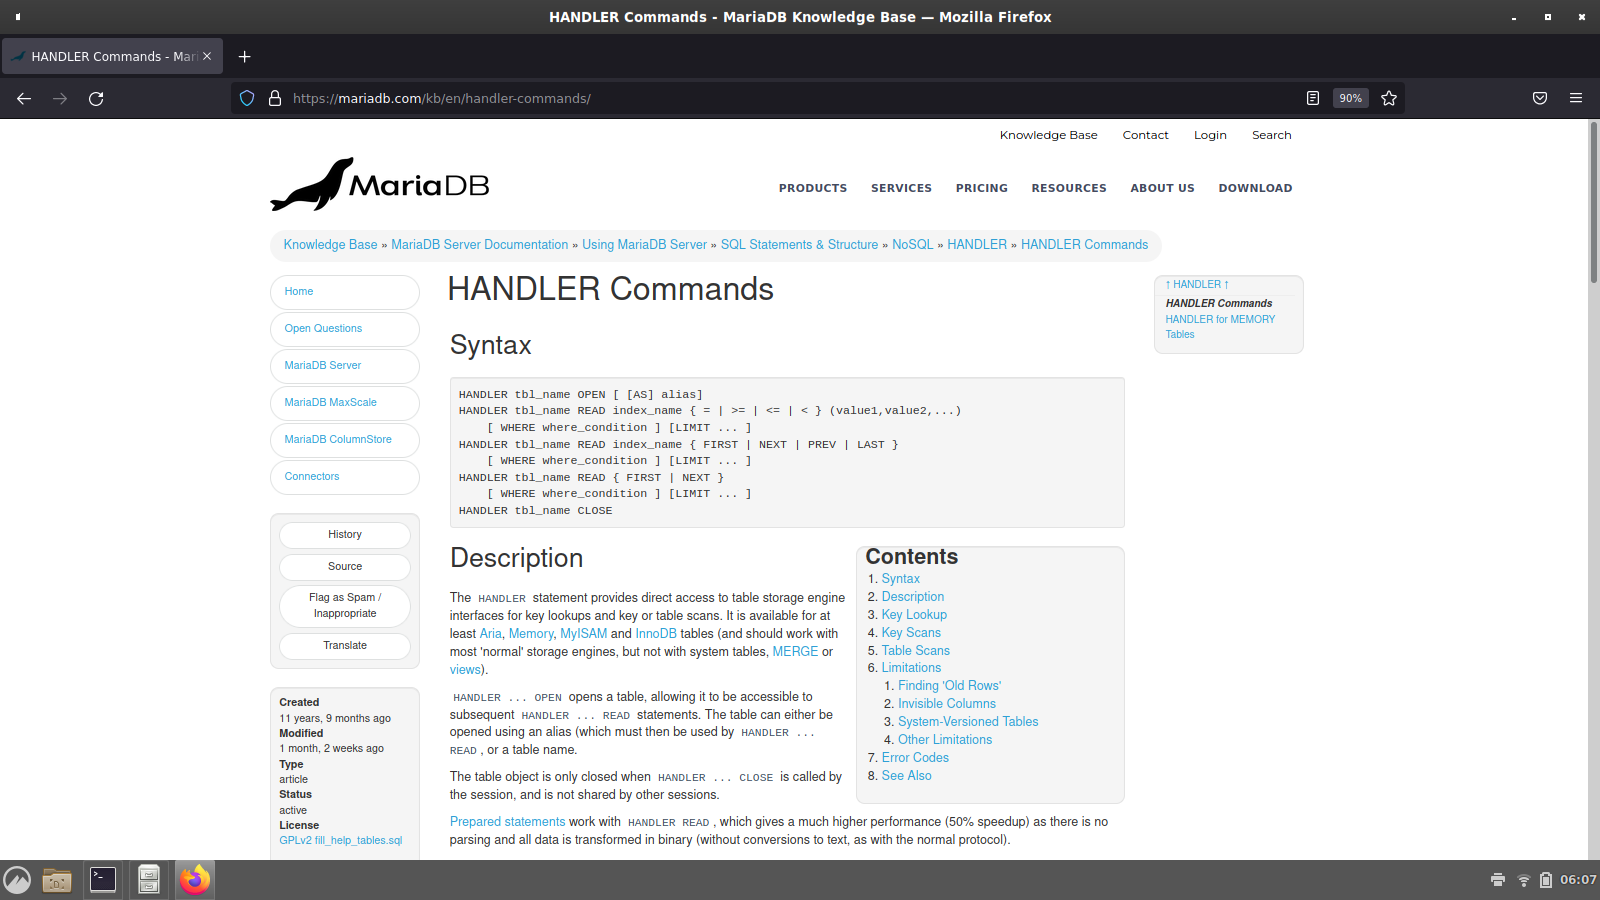 HANDLER Commands - MariaDB Knowledge Base — Mozilla Firefox
HANDLER Commands - Mari
https://mariadb.com/kb/en/handler-commands/
90%
Knowledge Base Contact Login Search
MariaDB
PRODUCTS SERVICES PRICING RESOURCES ABOUT US DOWNLOAD
Knowledge Base » MariaDB Server Documentation » Using MariaDB Server » SQL Statements & Structure » NoSQL » HANDLER » HANDLER Commands
Home
Open Questions
MariaDB Server
MariaDB MaxScale
MariaDB ColumnStore
Connectors
History
Source
Flag as Spam /
Inappropriate
Translate
Created
11 years, 9 months ago
Modified
1 month, 2 weeks ago
Type
article
Status
active
License
GPLv2 fill_help_tables.sql
HANDLER Commands
Syntax
HANDLER tbl_name OPEN [ [AS] alias]
HANDLER tbl_name READ index_name { = | >= | <= | < } (value1,value2,...)
[ WHERE where_condition ] [LIMIT ... ]
HANDLER tbl_name READ index_name { FIRST | NEXT | PREV | LAST }
[ WHERE where_condition ] [LIMIT ... ]
HANDLER tbl_name READ { FIRST | NEXT }
[ WHERE where_condition ] [LIMIT ... ]
HANDLER tbl_name CLOSE
Description
The HANDLER statement provides direct access to table storage engine
interfaces for key lookups and key or table scans. It is available for at
least Aria, Memory, MyISAM and InnoDB tables (and should work with
most 'normal' storage engines, but not with system tables, MERGE or
views).
HANDLER ... OPEN opens a table, allowing it to be accessible to
subsequent HANDLER ... READ statements. The table can either be
opened using an alias (which must then be used by HANDLER ...
READ , or a table name.
The table object is only closed when HANDLER ... CLOSE is called by
the session, and is not shared by other sessions.
Prepared statements work with HANDLER READ , which gives a much higher performance (50% speedup) as there is no
parsing and all data is transformed in binary (without conversions to text, as with the normal protocol).
Contents
1. Syntax
2. Description
3. Key Lookup
4. Key Scans
5. Table Scans
6. Limitations
1. Finding 'Old Rows'
2. Invisible Columns
3. System-Versioned Tables
4. Other Limitations
7. Error Codes
8. See Also
↑ HANDLER ↑
HANDLER Commands
HANDLER for MEMORY
Tables
06:07